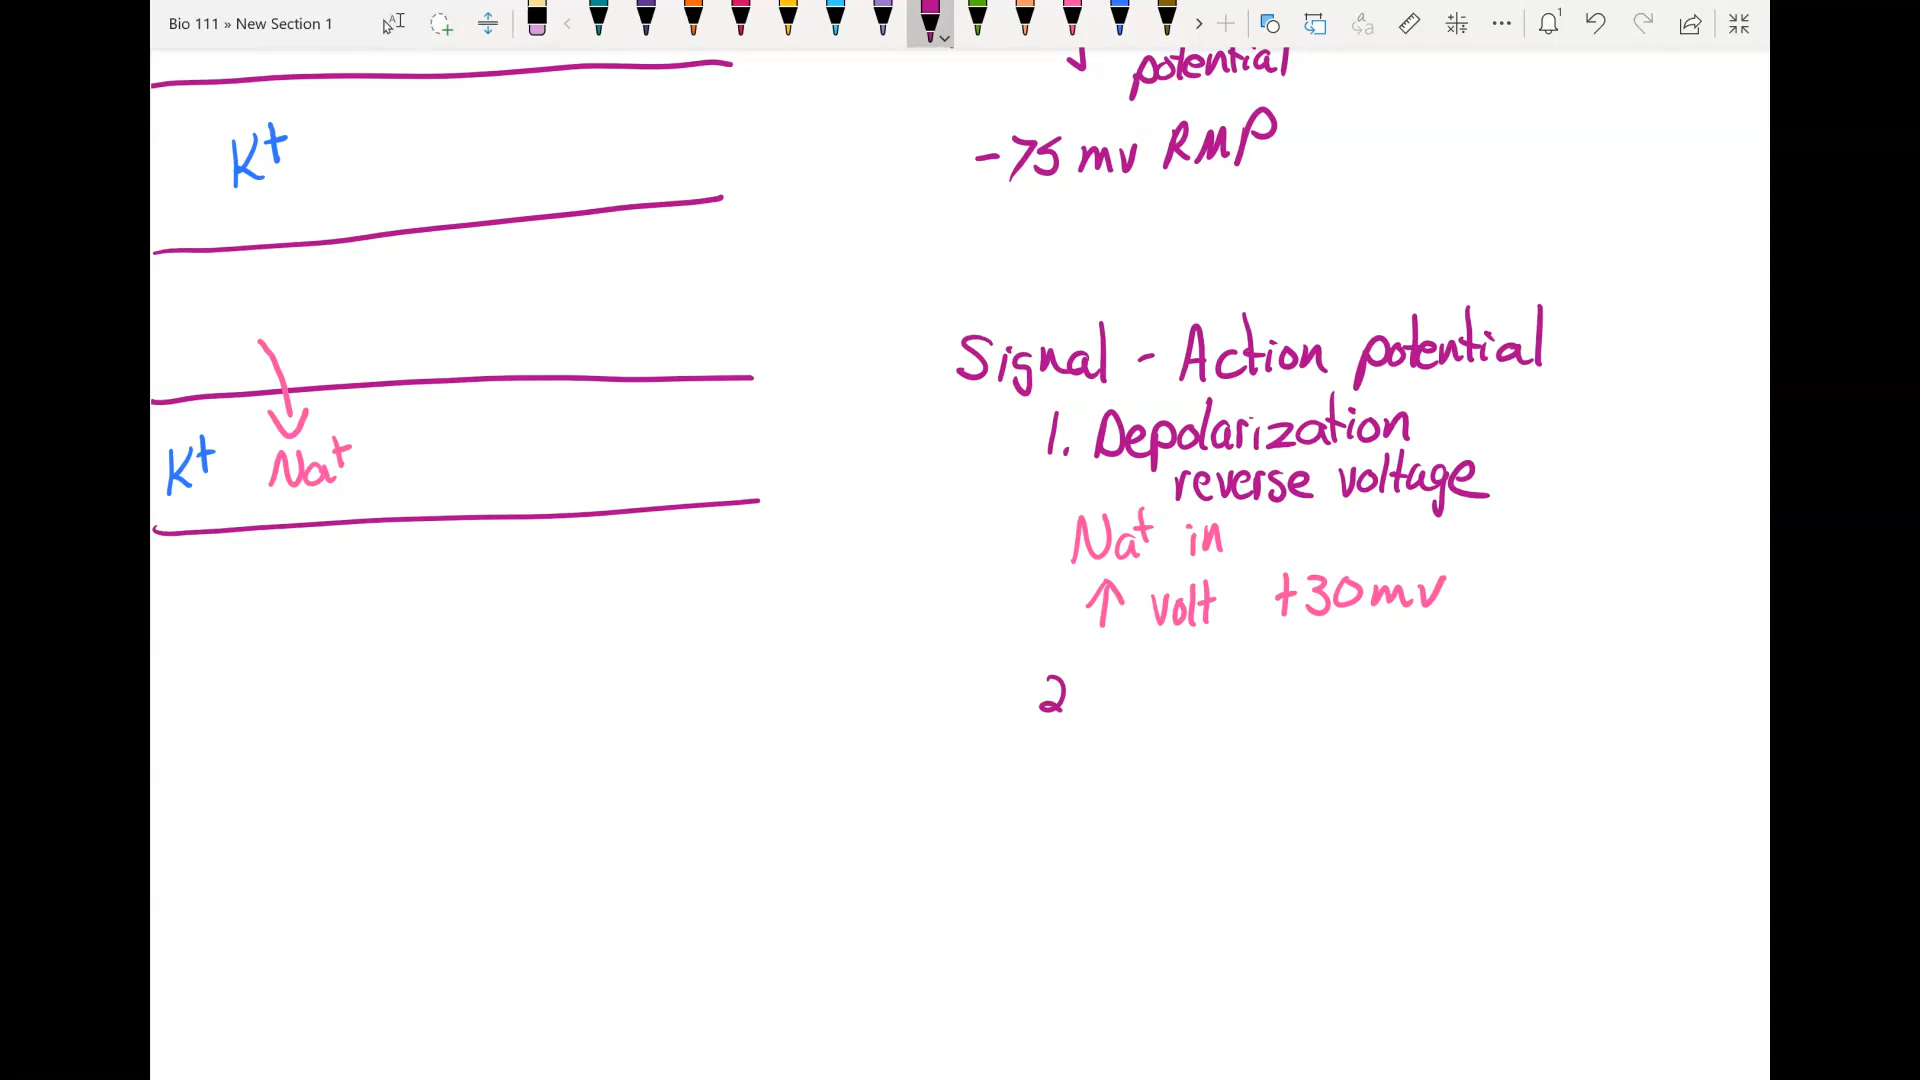 Bio 111 » New Section 1
potential
K+
-75 mv RMP
Signal - Action potential
1. Depolarization
reverse voltage
K+ Na+
Na+ in
↑ volt +30mv
2